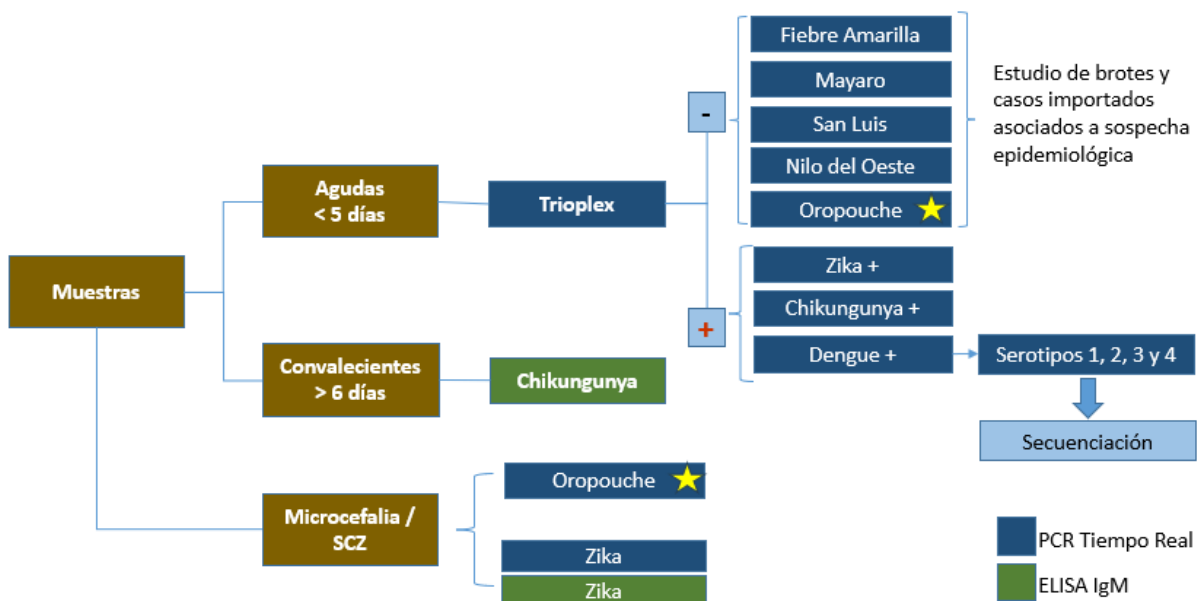 Muestras
Agudas
< 5 días
Trioplex
-
Fiebre Amarilla
Mayaro
San Luis
Nilo del Oeste
Oropouche
Estudio de brotes y
casos importados
asociados a sospecha
epidemiológica
+
Zika +
Chikungunya +
Dengue +
Serotipos 1, 2, 3 y 4
Secuenciación
Convalecientes
> 6 días
Chikungunya
Microcefalia /
SCZ
Oropouche
Zika
Zika
PCR Tiempo Real
ELISA IgM